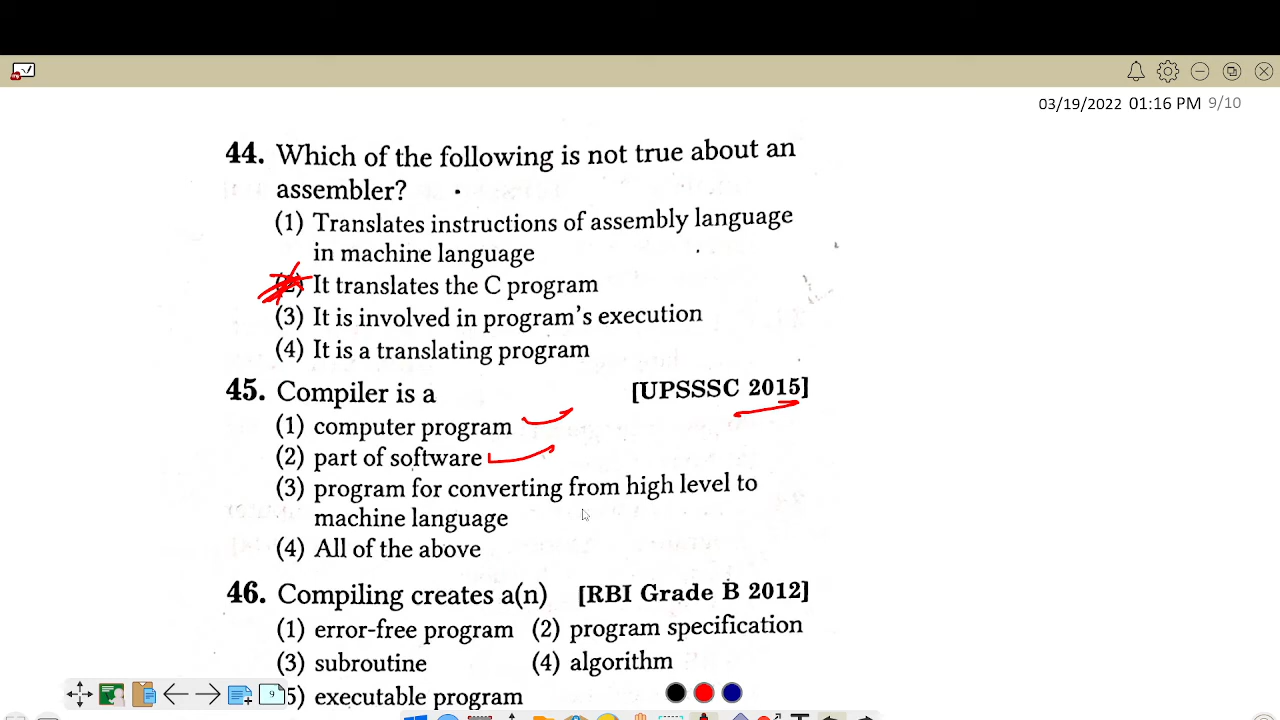 03/19/2022 01:16 PM 9/10
44. Which of the following is not true about an
assembler?
(1) Translates instructions of assembly language
in machine language
(2) It translates the C program
(3) It is involved in program's execution
(4) It is a translating program
45. Compiler is a [UPSSSC 2015]
(1) computer program
(2) part of software
(3) program for converting from high level to
machine language
(4) All of the above
46. Compiling creates a(n) [RBI Grade B 2012]
(1) error-free program (2) program specification
(3) subroutine (4) algorithm
5) executable program
9